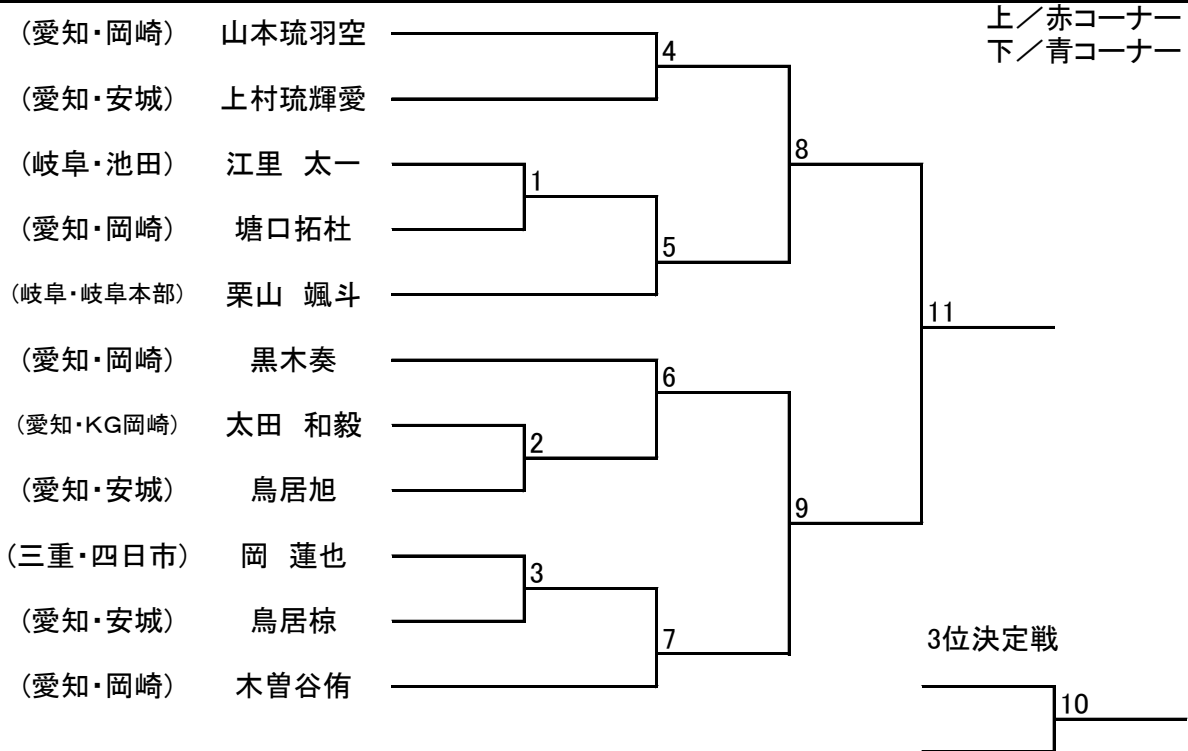 上／赤コーナー
下／青コーナー
（愛知・岡崎） 山本琉羽空
4
（愛知・安城） 上村琉輝愛
8
（岐阜・池田） 江里 太一
1
（愛知・岡崎） 塘口拓杜
5
（岐阜・岐阜本部） 栗山 颯斗
11
（愛知・岡崎） 黒木奏
6
（愛知・KG岡崎） 太田 和毅
2
（愛知・安城） 鳥居旭
9
（三重・四日市） 岡 蓮也
3
（愛知・安城） 鳥居椋
7
3位決定戦
（愛知・岡崎） 木曽谷侑
10